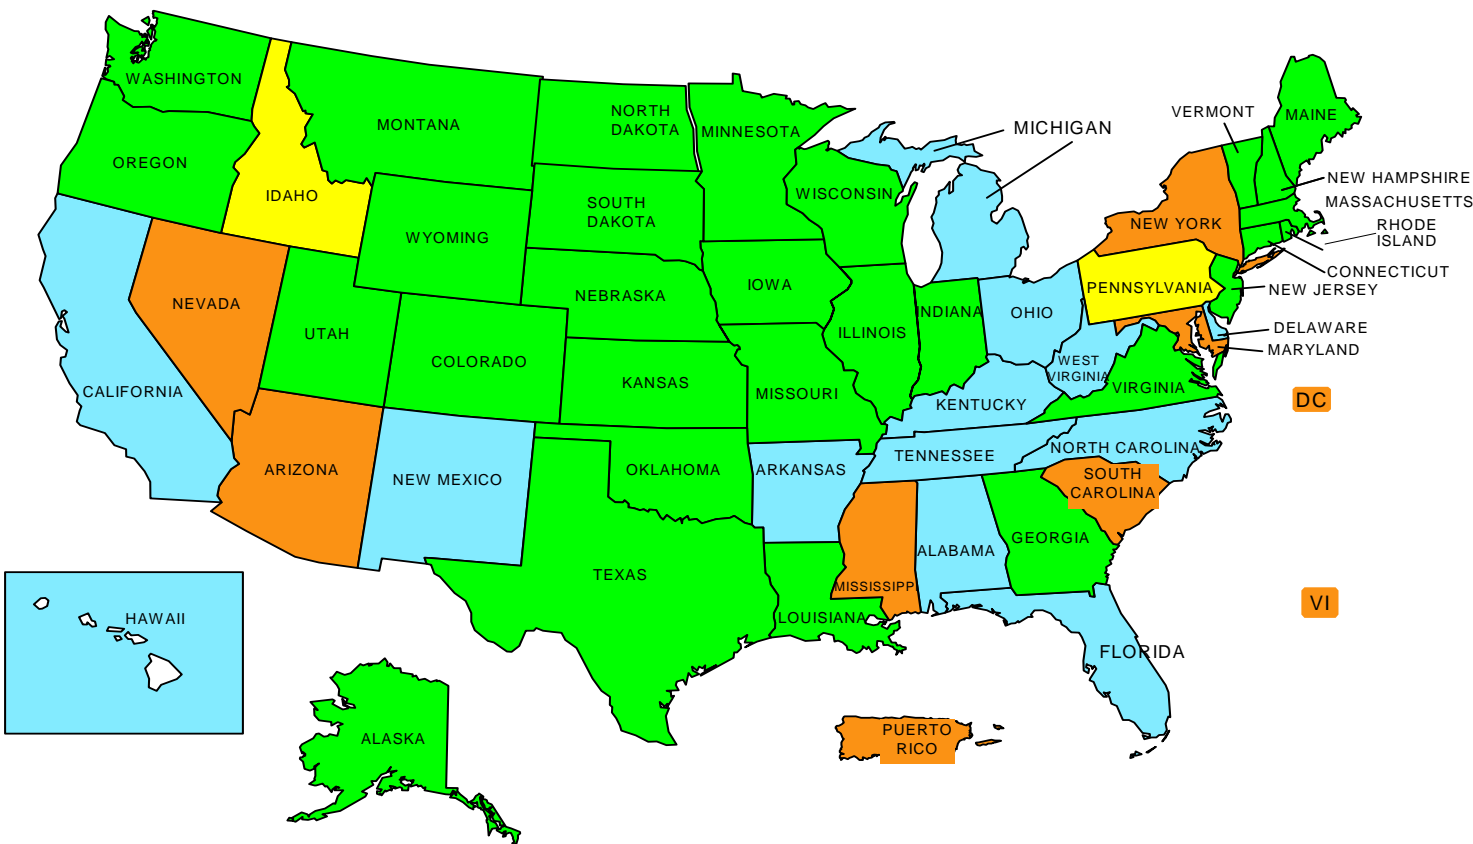 WASHINGTON
OREGON
MONTANA
IDAHO
NORTH
DAKOTA
MINNESOTA
MICHIGAN
VERMONT
MAINE
WISCONSIN
SOUTH
DAKOTA
WYOMING
NEW HAMPSHIRE
MASSACHUSETTS
NEW YORK
RHODE
ISLAND
CONNECTICUT
NEW JERSEY
PENNSYLVANIA
DELAWARE
MARYLAND
NEVADA
UTAH
COLORADO
NEBRASKA
IOWA
ILLINOIS
INDIANA
OHIO
WEST
VIRGINIA
VIRGINIA
DC
CALIFORNIA
KANSAS
MISSOURI
KENTUCKY
ARIZONA
NEW MEXICO
OKLAHOMA
ARKANSAS
TENNESSEE
NORTH CAROLINA
SOUTH
CAROLINA
GEORGIA
ALABAMA
MISSISSIPPI
TEXAS
LOUISIANA
VI
FLORIDA
HAWAII
ALASKA
PUERTO
RICO